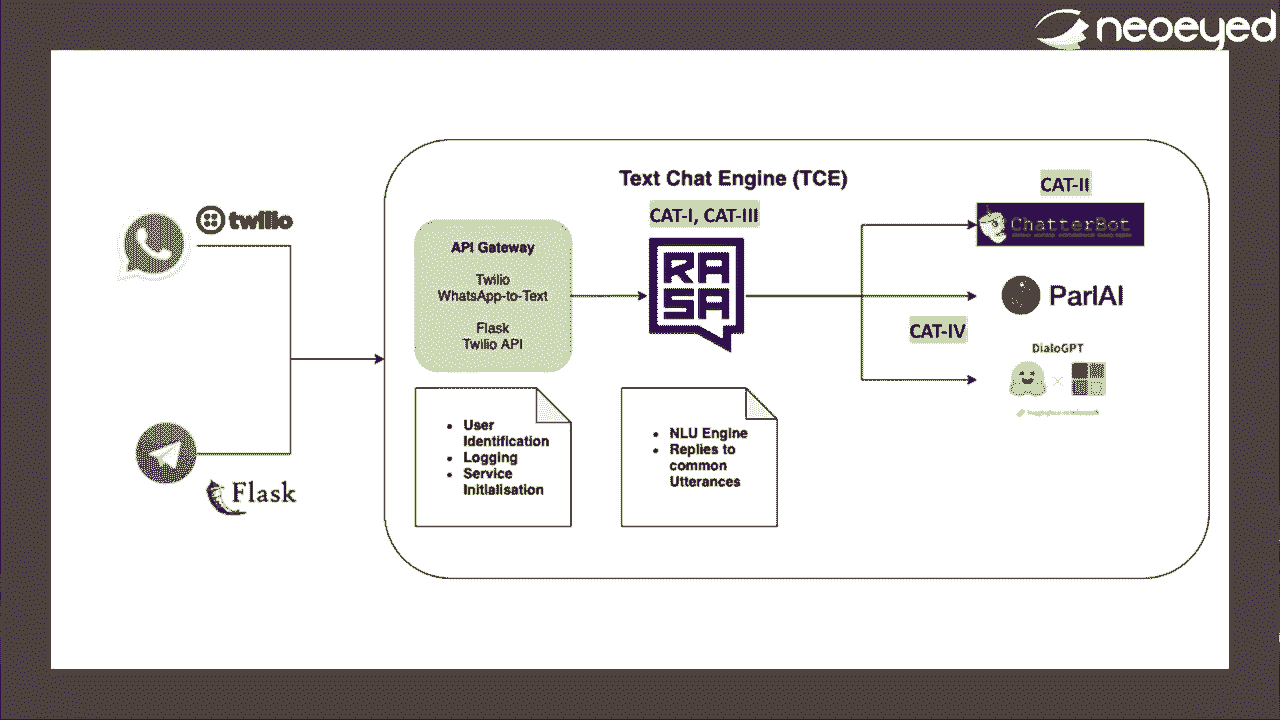 neoeyed
Text Chat Engine (TCE)
CAT-I, CAT-III
CAT-II
twilio
API Gateway
Twilio
WhatsApp-to-Text
Flask
Twilio API
RA
SA
ChatterBot
ParlAI
CAT-IV
DialoGPT
Flask
• User
Identification
• Logging
• Service
Initialisation
• NLU Engine
• Replies to
common
Utterances